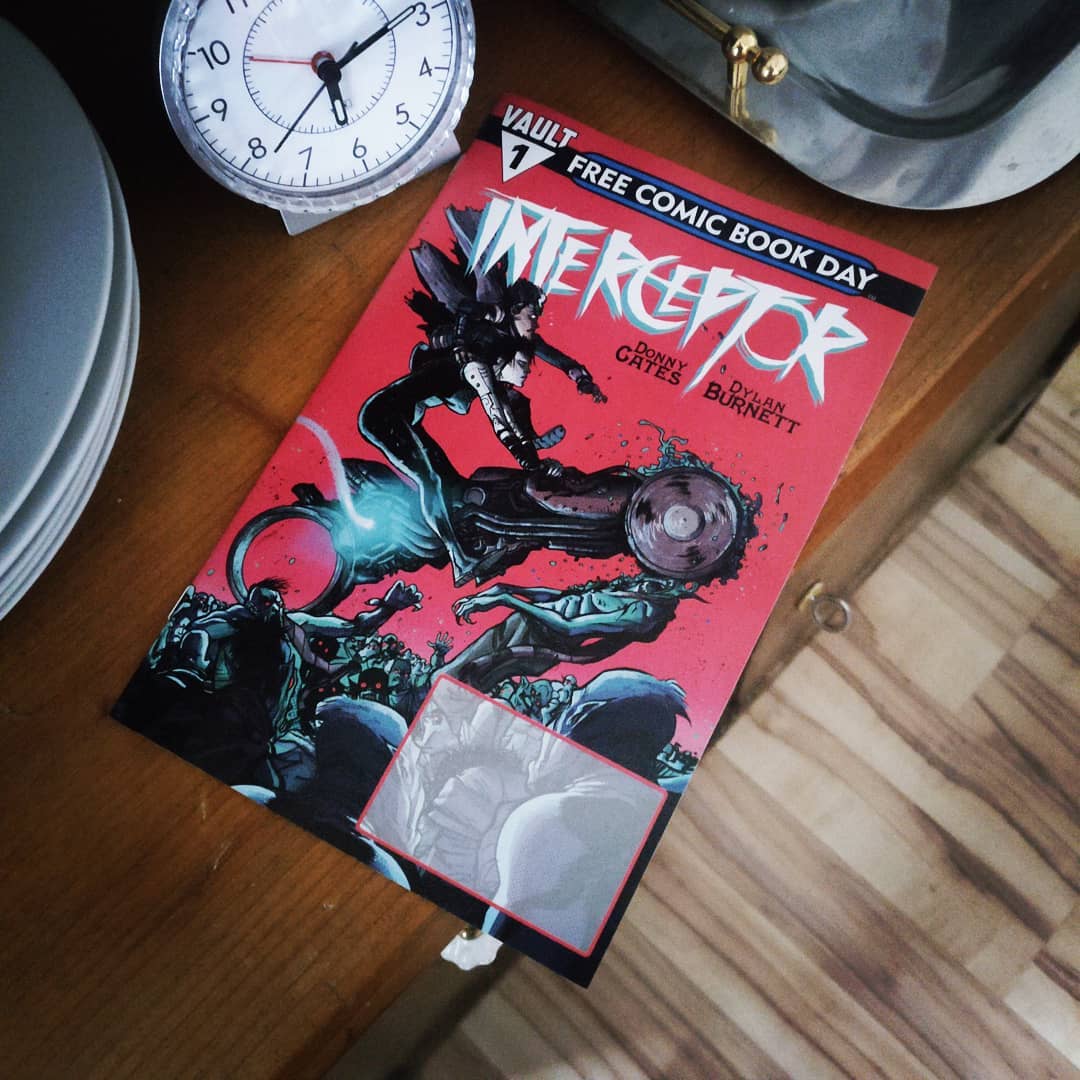 11
10
9
8
7
6
5
4
3
VAULT
1
FREE COMIC BOOK DAY
INTERCEPTOR
DONNY
CATES
DYLAN
BURNETT